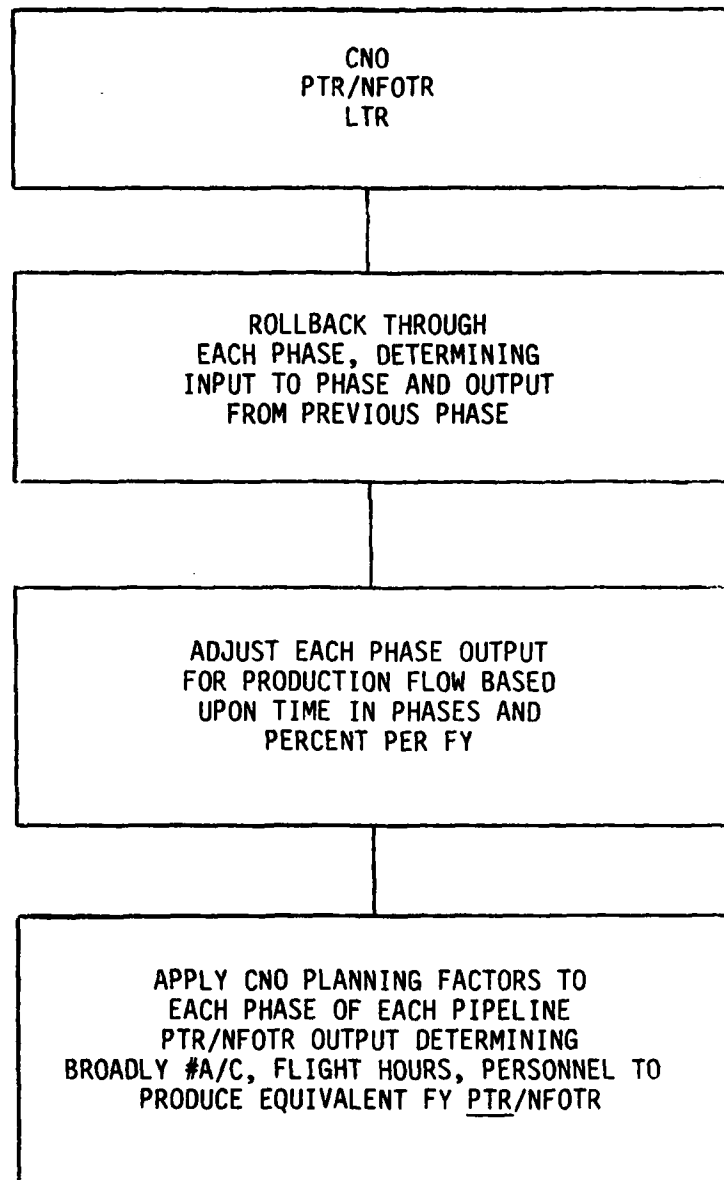 CNO
PTR/NFOTR
LTR
ROLLBACK THROUGH
EACH PHASE, DETERMINING
INPUT TO PHASE AND OUTPUT
FROM PREVIOUS PHASE
ADJUST EACH PHASE OUTPUT
FOR PRODUCTION FLOW BASED
UPON TIME IN PHASES AND
PERCENT PER FY
APPLY CNO PLANNING FACTORS TO
EACH PHASE OF EACH PIPELINE
PTR/NFOTR OUTPUT DETERMINING
BROADLY #A/C, FLIGHT HOURS, PERSONNEL TO
PRODUCE EQUIVALENT FY PTR/NFOTR